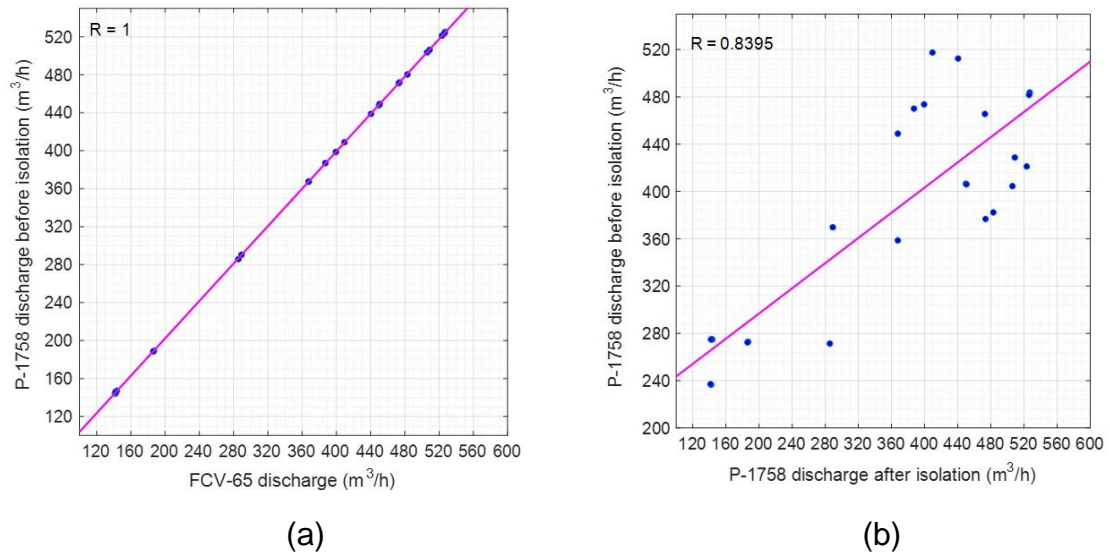 R = 1
P-1758 discharge before isolation (m³/h)
520
480
440
400
360
320
280
240
200
160
120
120 160 200 240 280 320 360 400 440 480 520 560 600
FCV-65 discharge (m³/h)
(a)
R = 0.8395
P-1758 discharge before isolation (m³/h)
520
480
440
400
360
320
280
240
200
120 160 200 240 280 320 360 400 440 480 520 560 600
P-1758 discharge after isolation (m³/h)
(b)